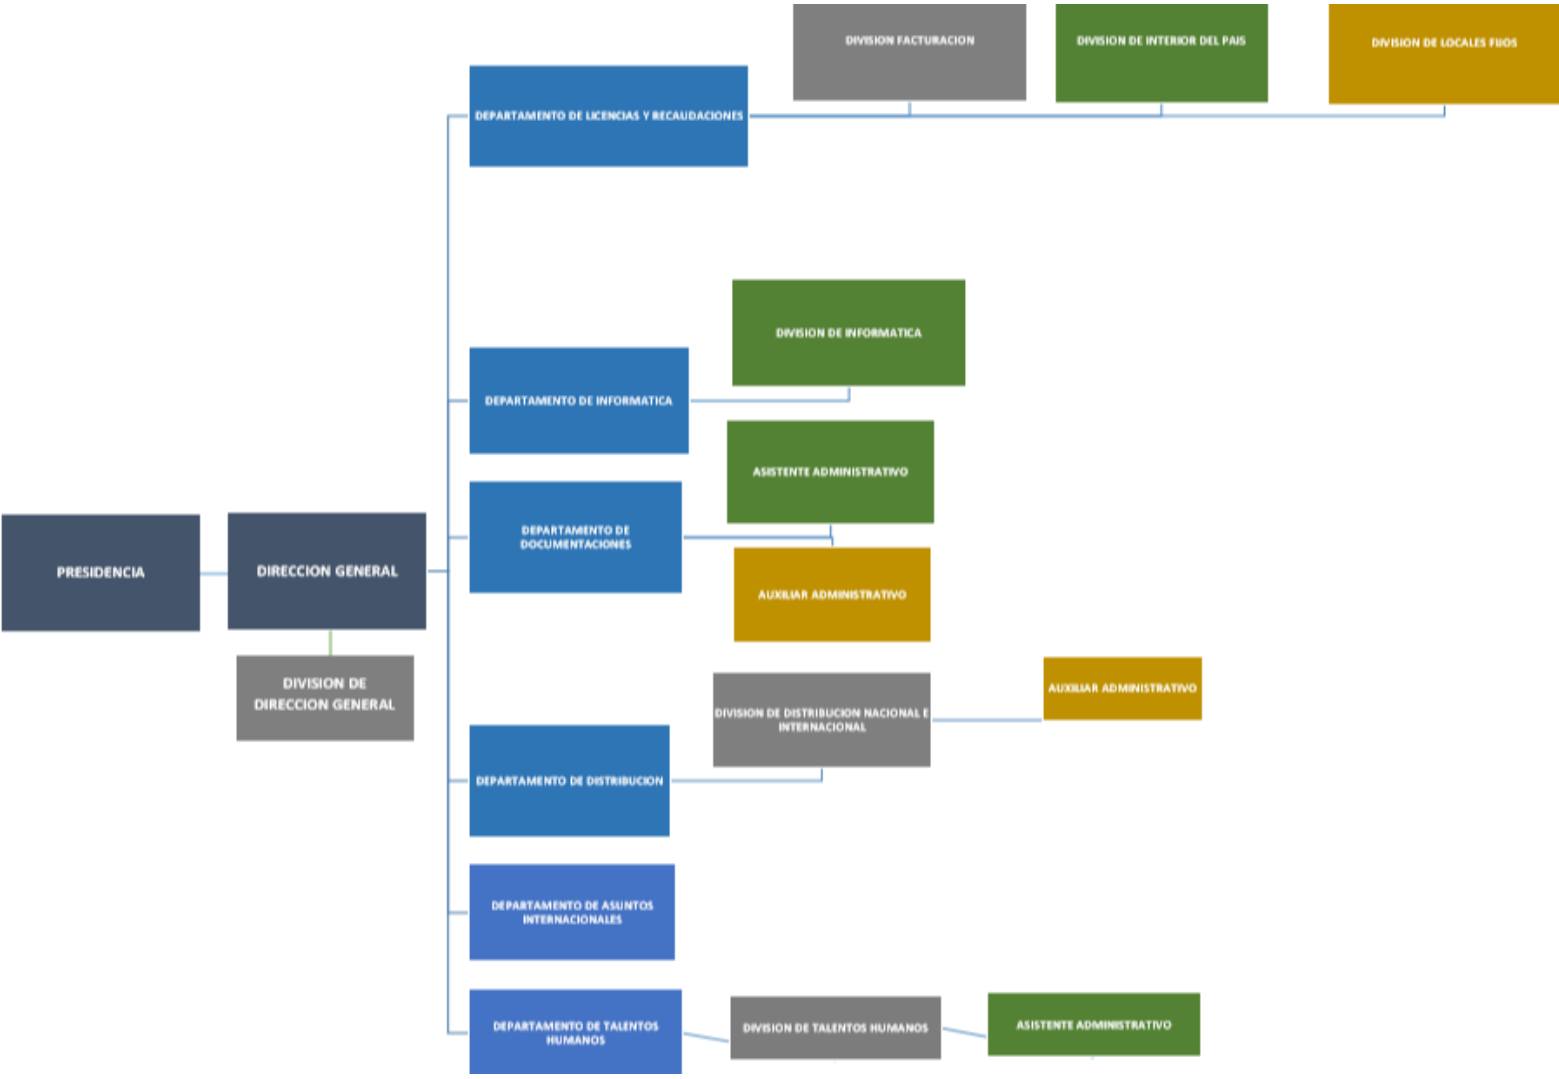 DIVISION FACTURACION
DIVISION DE INTERIOR DEL PAIS
DIVISION DE LOCALES FIJOS
DEPARTAMENTO DE LICENCIAS Y RECAUDACIONES
DIVISION DE INFORMATICA
DEPARTAMENTO DE INFORMATICA
ASISTENTE ADMINISTRATIVO
DEPARTAMENTO DE
DOCUMENTACIONES
AUXILIAR ADMINISTRATIVO
PRESIDENCIA
DIRECCION GENERAL
DIVISION DE
DIRECCION GENERAL
DIVISION DE DISTRIBUCION NACIONAL E
INTERNACIONAL
AUXILIAR ADMINISTRATIVO
DEPARTAMENTO DE DISTRIBUCION
DEPARTAMENTO DE ASUNTOS
INTERNACIONALES
DEPARTAMENTO DE TALENTOS
HUMANOS
DIVISION DE TALENTOS HUMANOS
ASISTENTE ADMINISTRATIVO